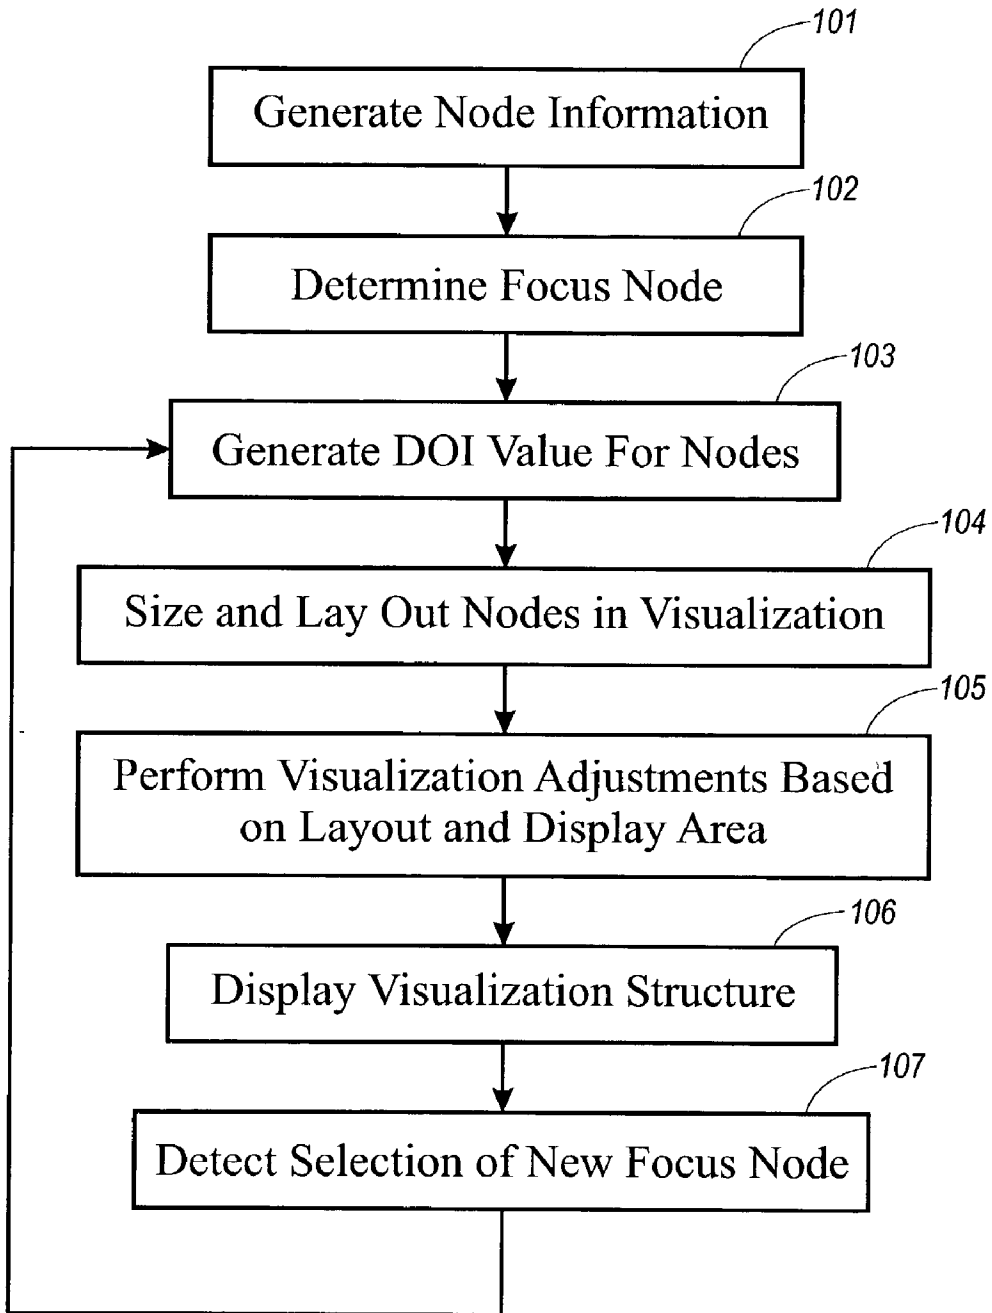 101
Generate Node Information
102
Determine Focus Node
103
Generate DOI Value For Nodes
104
Size and Lay Out Nodes in Visualization
105
Perform Visualization Adjustments Based
on Layout and Display Area
106
Display Visualization Structure
107
Detect Selection of New Focus Node